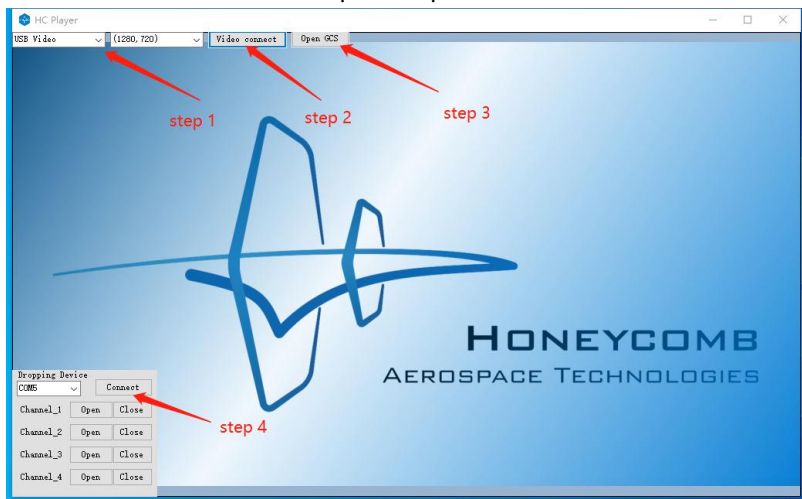 HC Player
USB Video (1280, 720) Video connect Open GCS
step 1
step 2
step 3
HONEYCOMB
AEROSPACE TECHNOLOGIES
Dropping Device
COM5 Connect
Channel_1 Open Close
Channel_2 Open Close
Channel_3 Open Close
Channel_4 Open Close
step 4